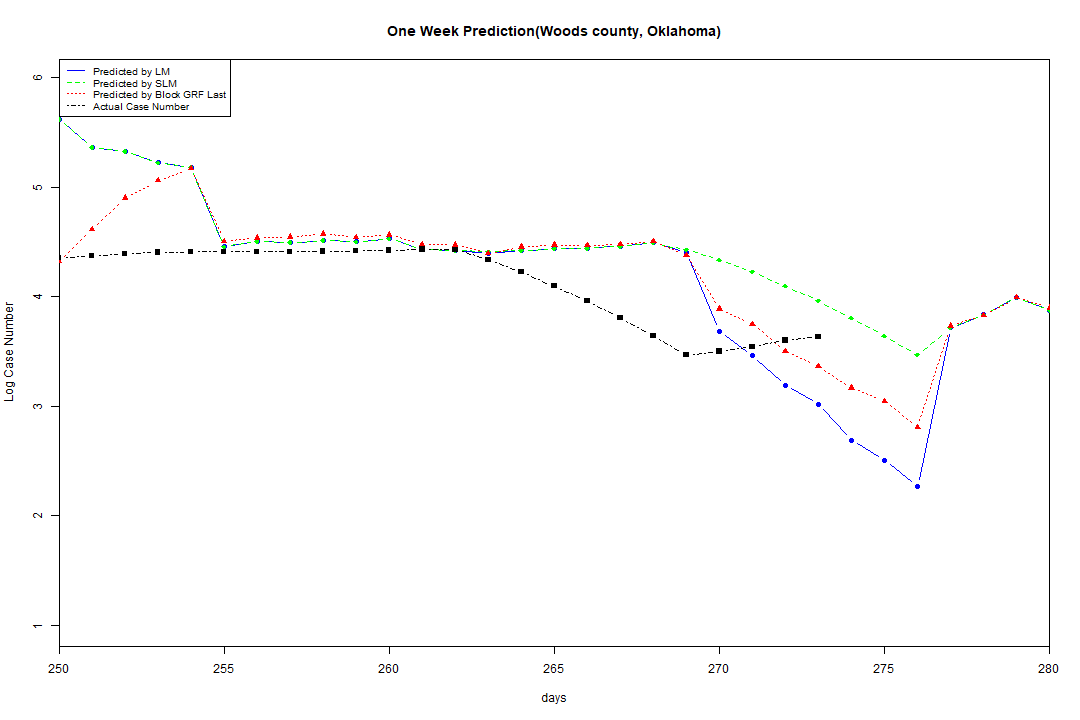 One Week Prediction(Woods county, Oklahoma)
Predicted by LM
Predicted by SLM
Predicted by Block GRF Last
Actual Case Number
6
5
4
3
2
1
Log Case Number
250 255 260 265 270 275 280
days